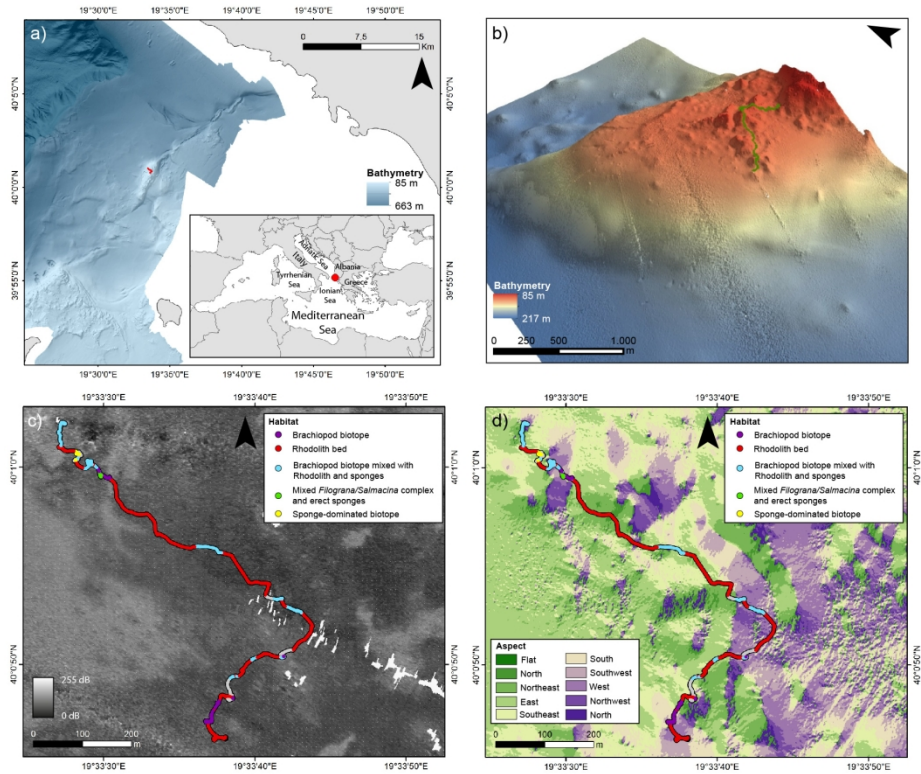 19°30'0"E 19°35'0"E 19°40'0"E 19°45'0"E 19°50'0"E
a)
0 7.5 15
Km
40°5'0"N
40°0'0"N
39°55'0"N
Bathymetry
85 m
663 m
Adriatic Sea
Italy
Albania
Tyrrhenian
Sea
Greece
Ionian
Sea
Mediterranean
Sea
19°30'0"E 19°35'0"E 19°40'0"E 19°45'0"E 19°50'0"E
b)
Bathymetry
85 m
217 m
0 250 500 1.000
m
19°33'30"E 19°33'40"E 19°33'50"E
c)
Habitat
Brachiopod biotope
Rhodolith bed
Brachiopod biotope mixed with
Rhodolith and sponges
Mixed Filograna/Salmacina complex
and erect sponges
Sponge-dominated biotope
40°1'0"N
40°0'50"N
255 dB
0 dB
0 100 200
m
19°33'30"E 19°33'40"E 19°33'50"E
19°33'30"E 19°33'40"E 19°33'50"E
d)
Habitat
Brachiopod biotope
Rhodolith bed
Brachiopod biotope mixed with
Rhodolith and sponges
Mixed Filograna/Salmacina complex
and erect sponges
Sponge-dominated biotope
40°1'0"N
40°0'50"N
Aspect
Flat
North
Northeast
East
Southeast
South
Southwest
West
Northwest
North
0 100 200
m
19°33'30"E 19°33'40"E 19°33'50"E